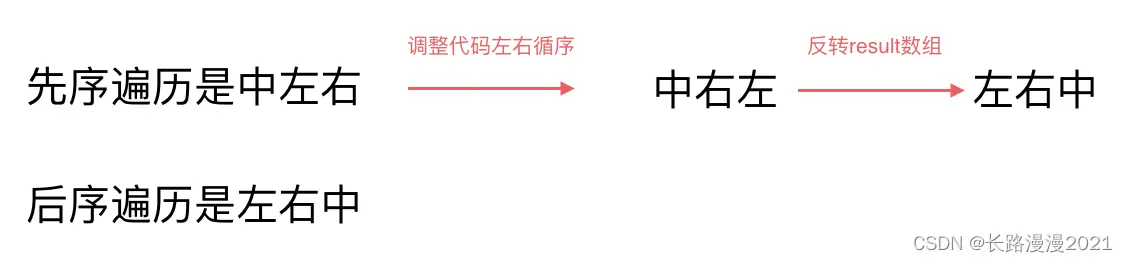 调整代码左右循序
反转result数组
先序遍历是中左右
中右左
左右中
后序遍历是左右中
CSDN @长路漫漫2021